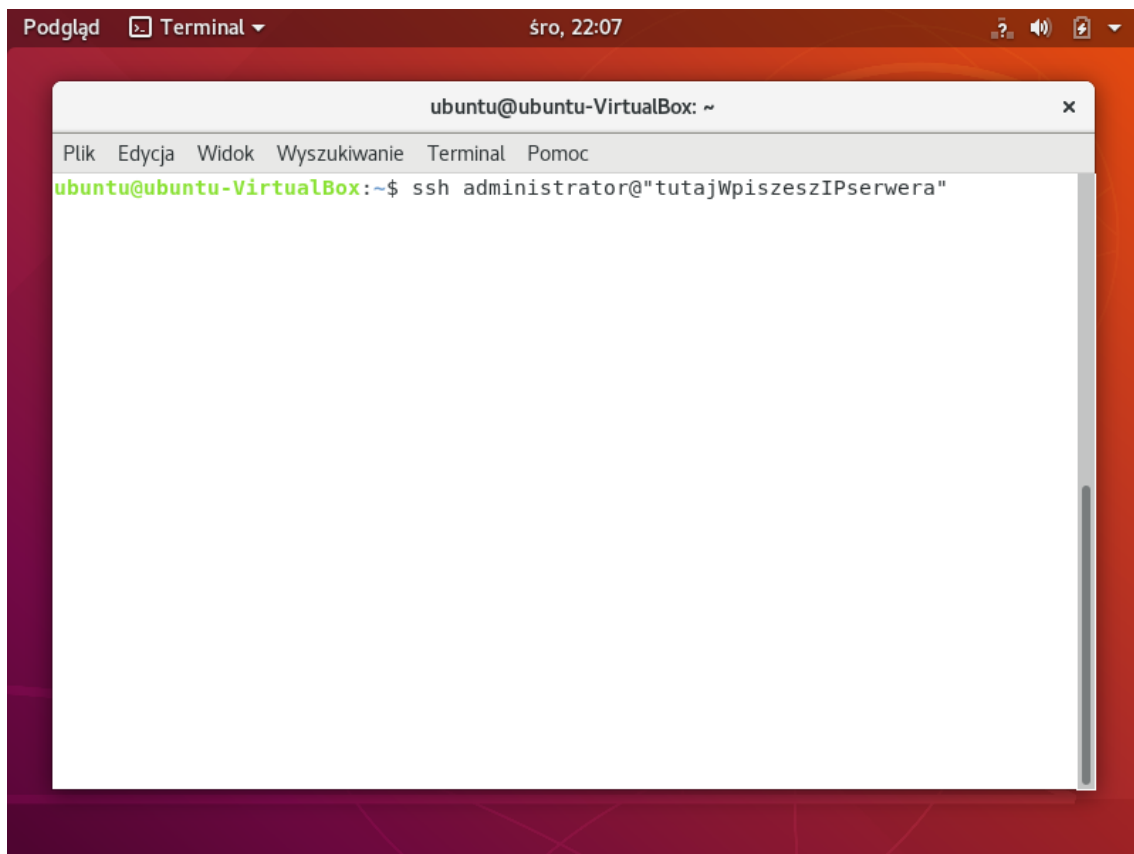 Podgląd Terminal śro, 22:07
ubuntu@ubuntu-VirtualBox: ~
Plik Edycja Widok Wyszukiwanie Terminal Pomoc
ubuntu@ubuntu-VirtualBox:~$ ssh administrator@"tutajWpiszeszIPserwera"